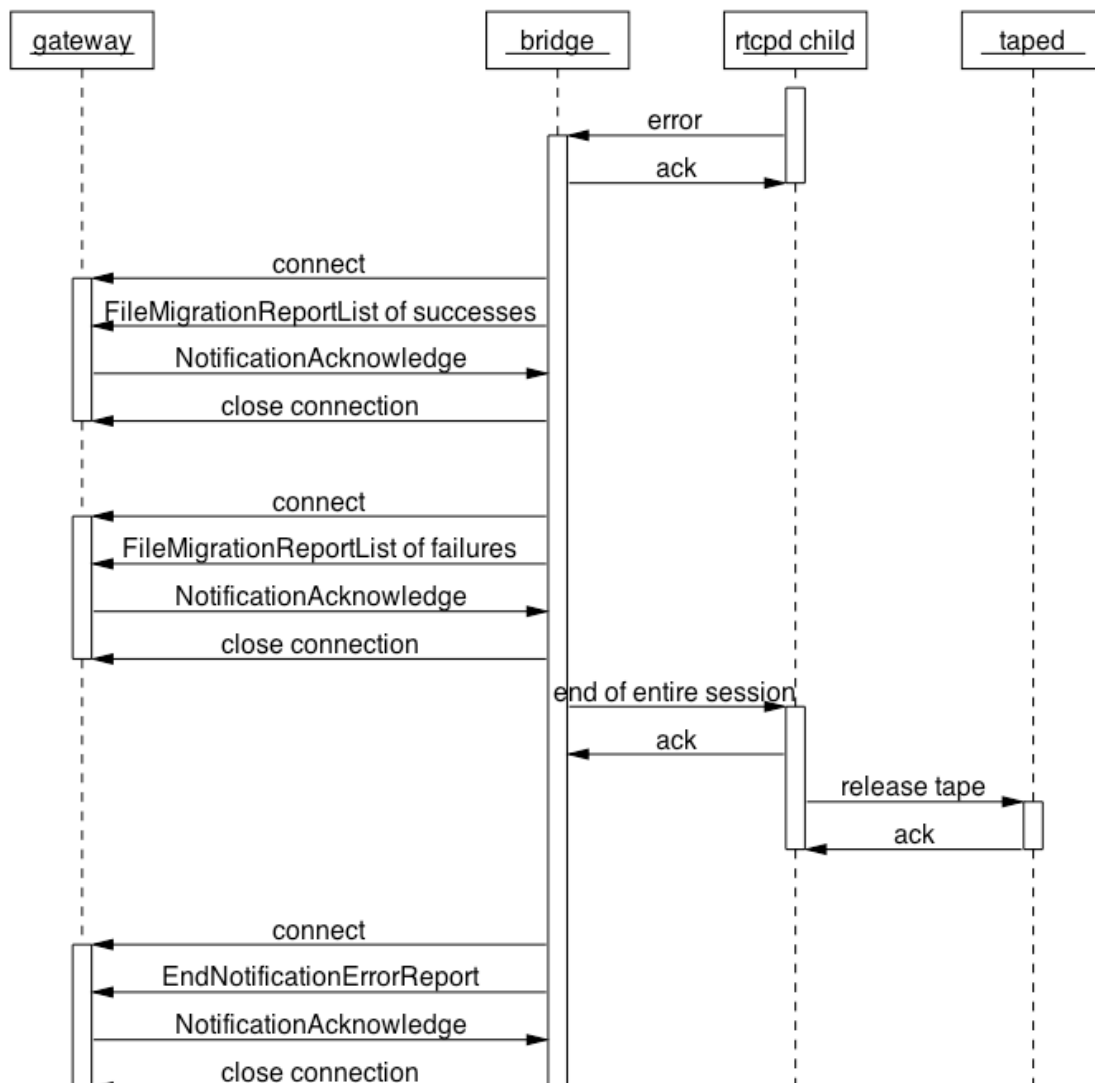 gateway bridge rtcpd child taped
error
ack
connect
FileMigrationReportList of successes
NotificationAcknowledge
close connection
connect
FileMigrationReportList of failures
NotificationAcknowledge
close connection
end of entire session
ack
release tape
ack
connect
EndNotificationErrorReport
NotificationAcknowledge
close connection